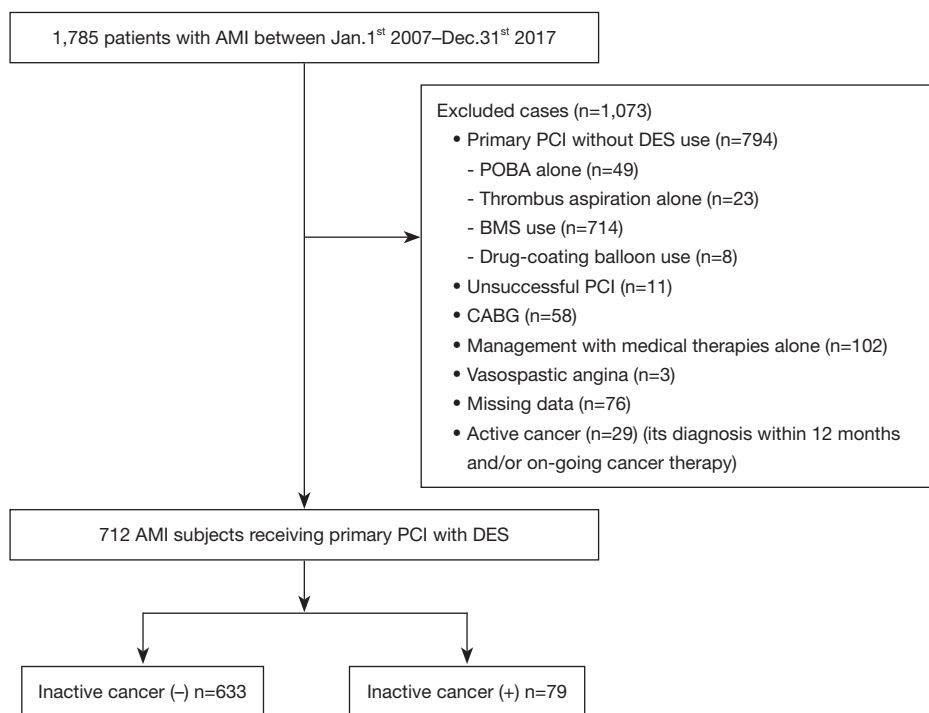 1,785 patients with AMI between Jan.1st 2007–Dec.31st 2017
Excluded cases (n=1,073)
• Primary PCI without DES use (n=794)
- POBA alone (n=49)
- Thrombus aspiration alone (n=23)
- BMS use (n=714)
- Drug-coating balloon use (n=8)
• Unsuccessful PCI (n=11)
• CABG (n=58)
• Management with medical therapies alone (n=102)
• Vasospastic angina (n=3)
• Missing data (n=76)
• Active cancer (n=29) (its diagnosis within 12 months
and/or on-going cancer therapy)
712 AMI subjects receiving primary PCI with DES
Inactive cancer (–) n=633
Inactive cancer (+) n=79